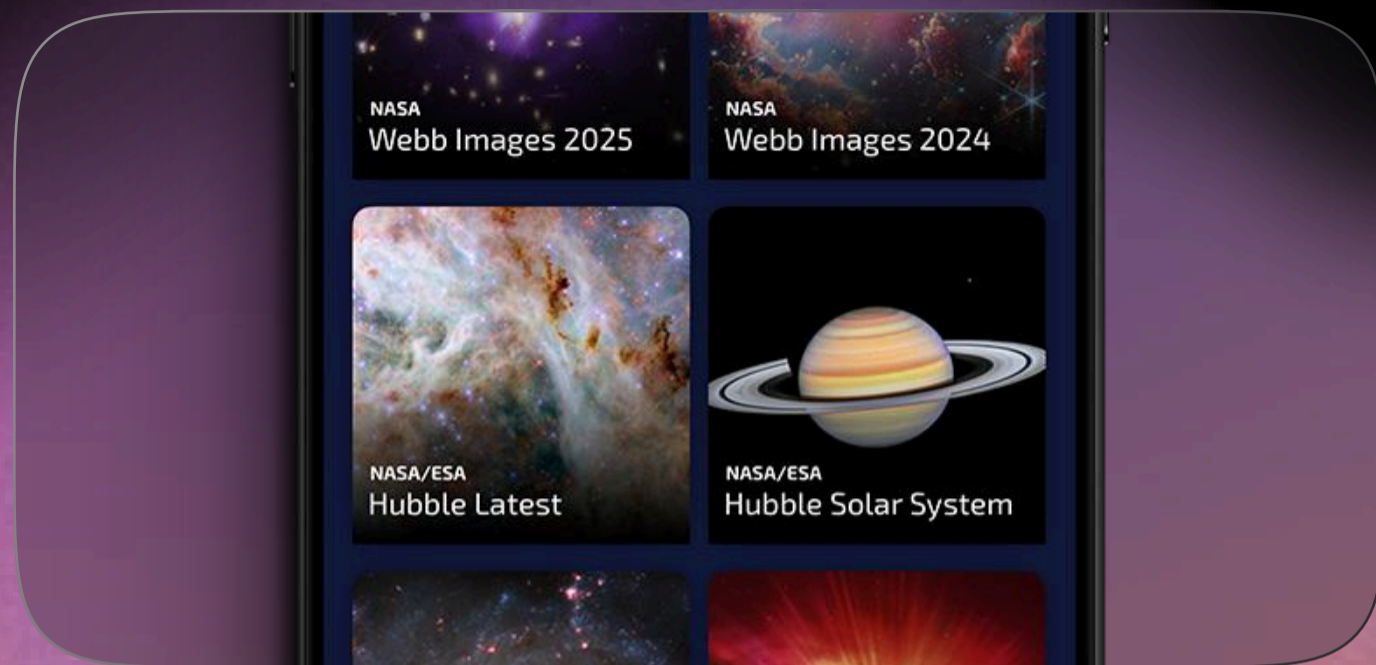 NASA
Webb Images 2025
NASA
Webb Images 2024
NASA/ESA
Hubble Latest
NASA/ESA
Hubble Solar System